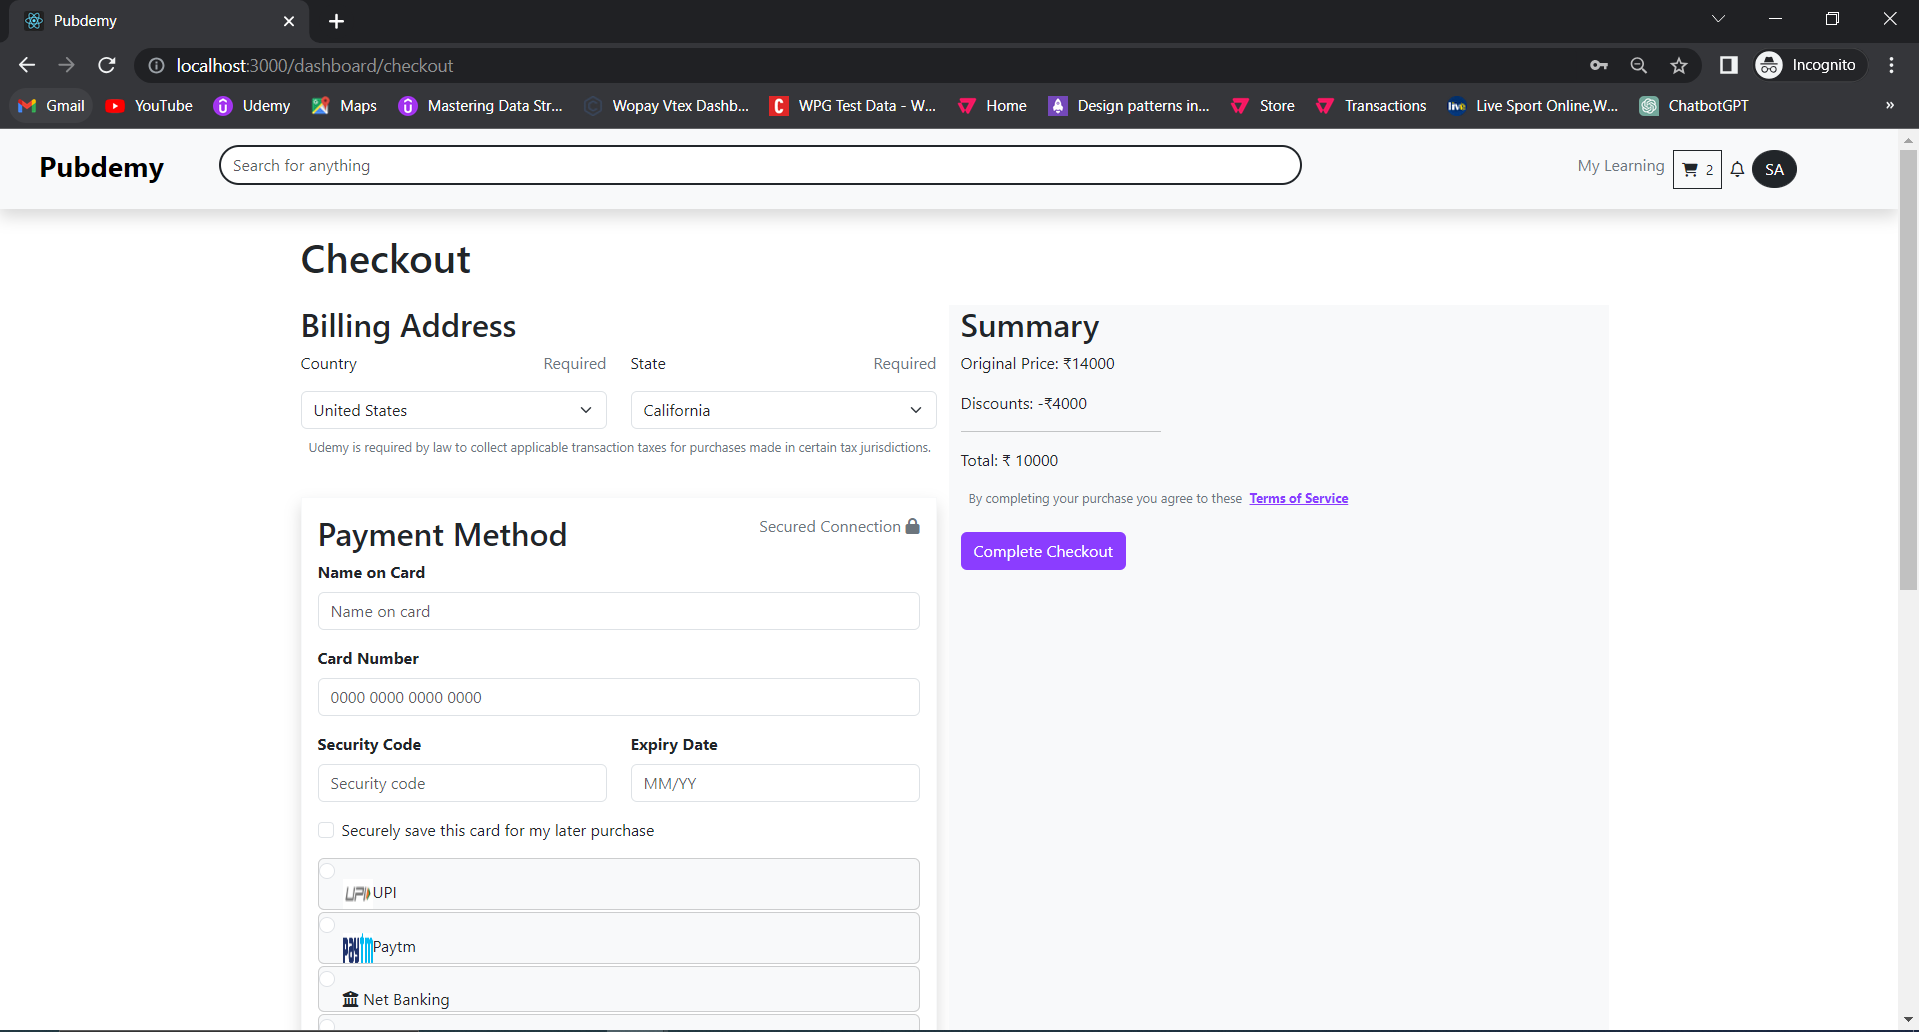 Pubdemy
localhost:3000/dashboard/checkout
Incognito
Gmail
YouTube
Udemy
Maps
Mastering Data Str...
Wopay Vtex Dashb...
WPG Test Data - W...
Home
Design patterns in...
Store
Transactions
Live Sport Online,W...
ChatbotGPT
»
Pubdemy
Search for anything
My Learning
2
SA
Checkout
Billing Address
Country Required
State Required
United States
California
Udemy is required by law to collect applicable transaction taxes for purchases made in certain tax jurisdictions.
Payment Method
Secured Connection
Name on Card
Name on card
Card Number
0000 0000 0000 0000
Security Code
Expiry Date
Security code
MM/YY
Securely save this card for my later purchase
UPI UPI
paytm Paytm
Net Banking
Summary
Original Price: ₹14000
Discounts: -₹4000
Total: ₹ 10000
By completing your purchase you agree to these Terms of Service
Complete Checkout